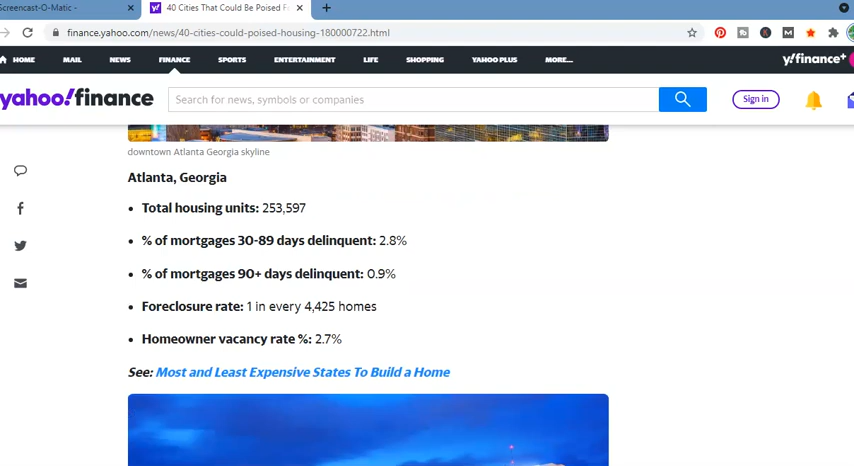 Screencast-O-Matic -
40 Cities That Could Be Poised F
finance.yahoo.com/news/40-cities-could-poised-housing-180000722.html
HOME MAIL NEWS FINANCE SPORTS ENTERTAINMENT LIFE SHOPPING YAHOO PLUS MORE... y!finance+
yahoo!finance Search for news, symbols or companies Sign in
downtown Atlanta Georgia skyline
Atlanta, Georgia
• Total housing units: 253,597
• % of mortgages 30-89 days delinquent: 2.8%
• % of mortgages 90+ days delinquent: 0.9%
• Foreclosure rate: 1 in every 4,425 homes
• Homeowner vacancy rate %: 2.7%
See: Most and Least Expensive States To Build a Home